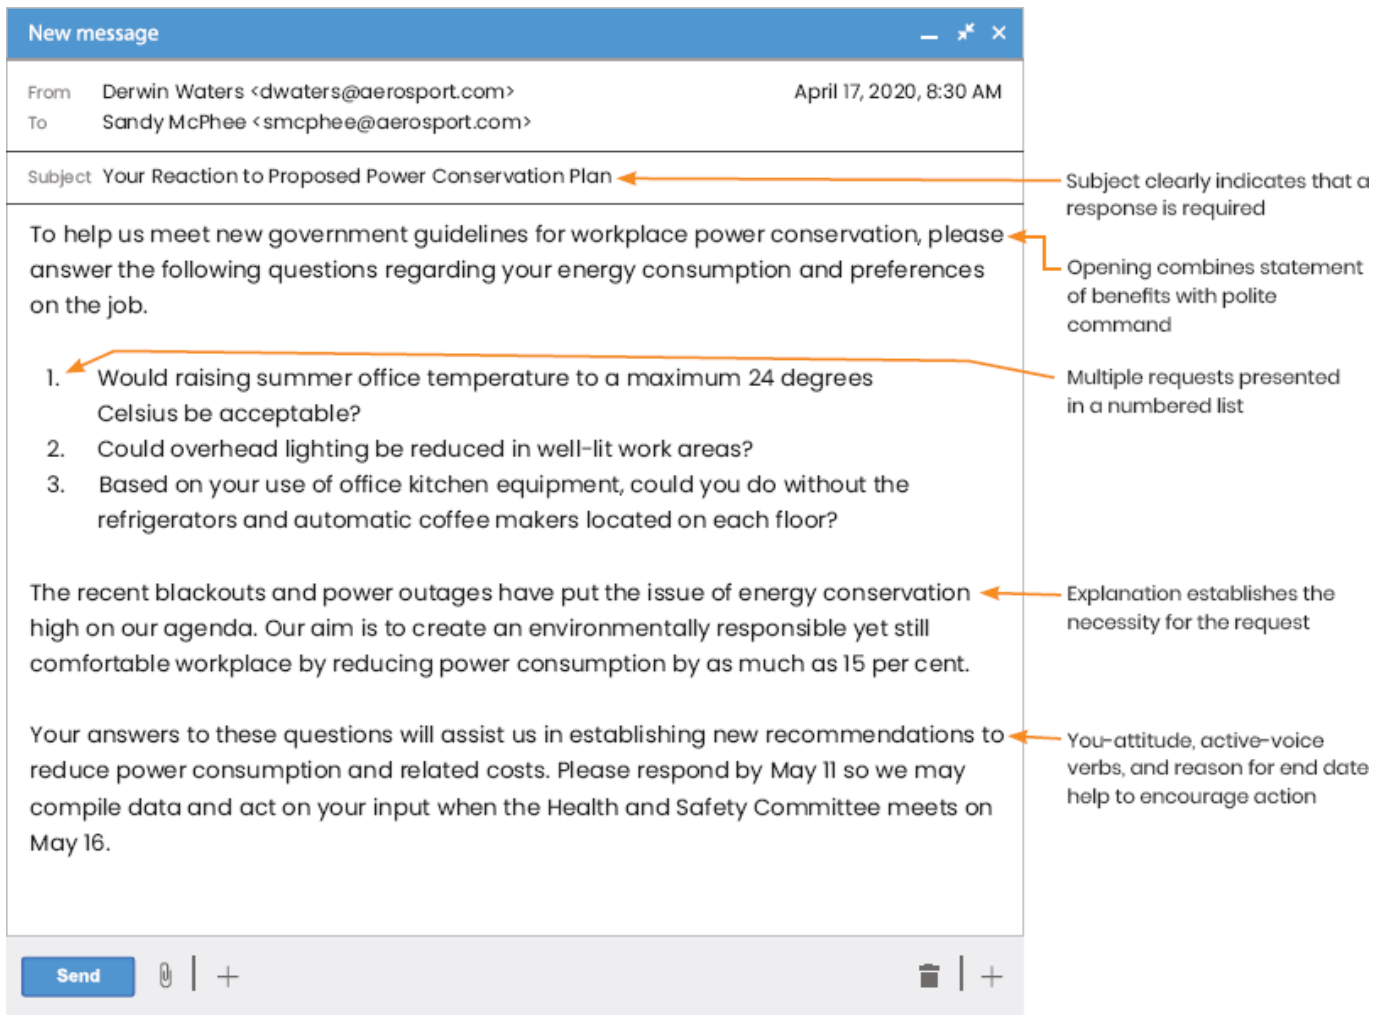 New message
From Derwin Waters <dwaters@aerosport.com> April 17, 2020, 8:30 AM
To Sandy McPhee <smcphee@aerosport.com>
Subject Your Reaction to Proposed Power Conservation Plan
Subject clearly indicates that a
response is required
To help us meet new government guidelines for workplace power conservation, please
answer the following questions regarding your energy consumption and preferences
on the job.
Opening combines statement
of benefits with polite
command
1. Would raising summer office temperature to a maximum 24 degrees
Celsius be acceptable?
2. Could overhead lighting be reduced in well-lit work areas?
3. Based on your use of office kitchen equipment, could you do without the
refrigerators and automatic coffee makers located on each floor?
Multiple requests presented
in a numbered list
The recent blackouts and power outages have put the issue of energy conservation
high on our agenda. Our aim is to create an environmentally responsible yet still
comfortable workplace by reducing power consumption by as much as 15 per cent.
Explanation establishes the
necessity for the request
Your answers to these questions will assist us in establishing new recommendations to
reduce power consumption and related costs. Please respond by May 11 so we may
compile data and act on your input when the Health and Safety Committee meets on
May 16.
You-attitude, active-voice
verbs, and reason for end date
help to encourage action
Send